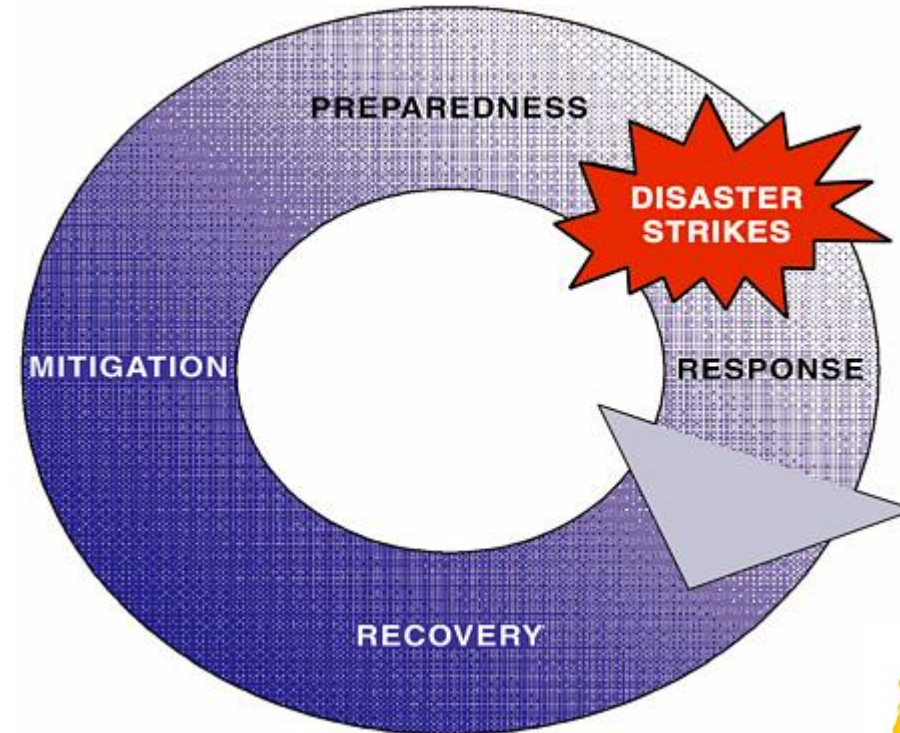 PREPAREDNESS
DISASTER
STRIKES
MITIGATION
RESPONSE
RECOVERY